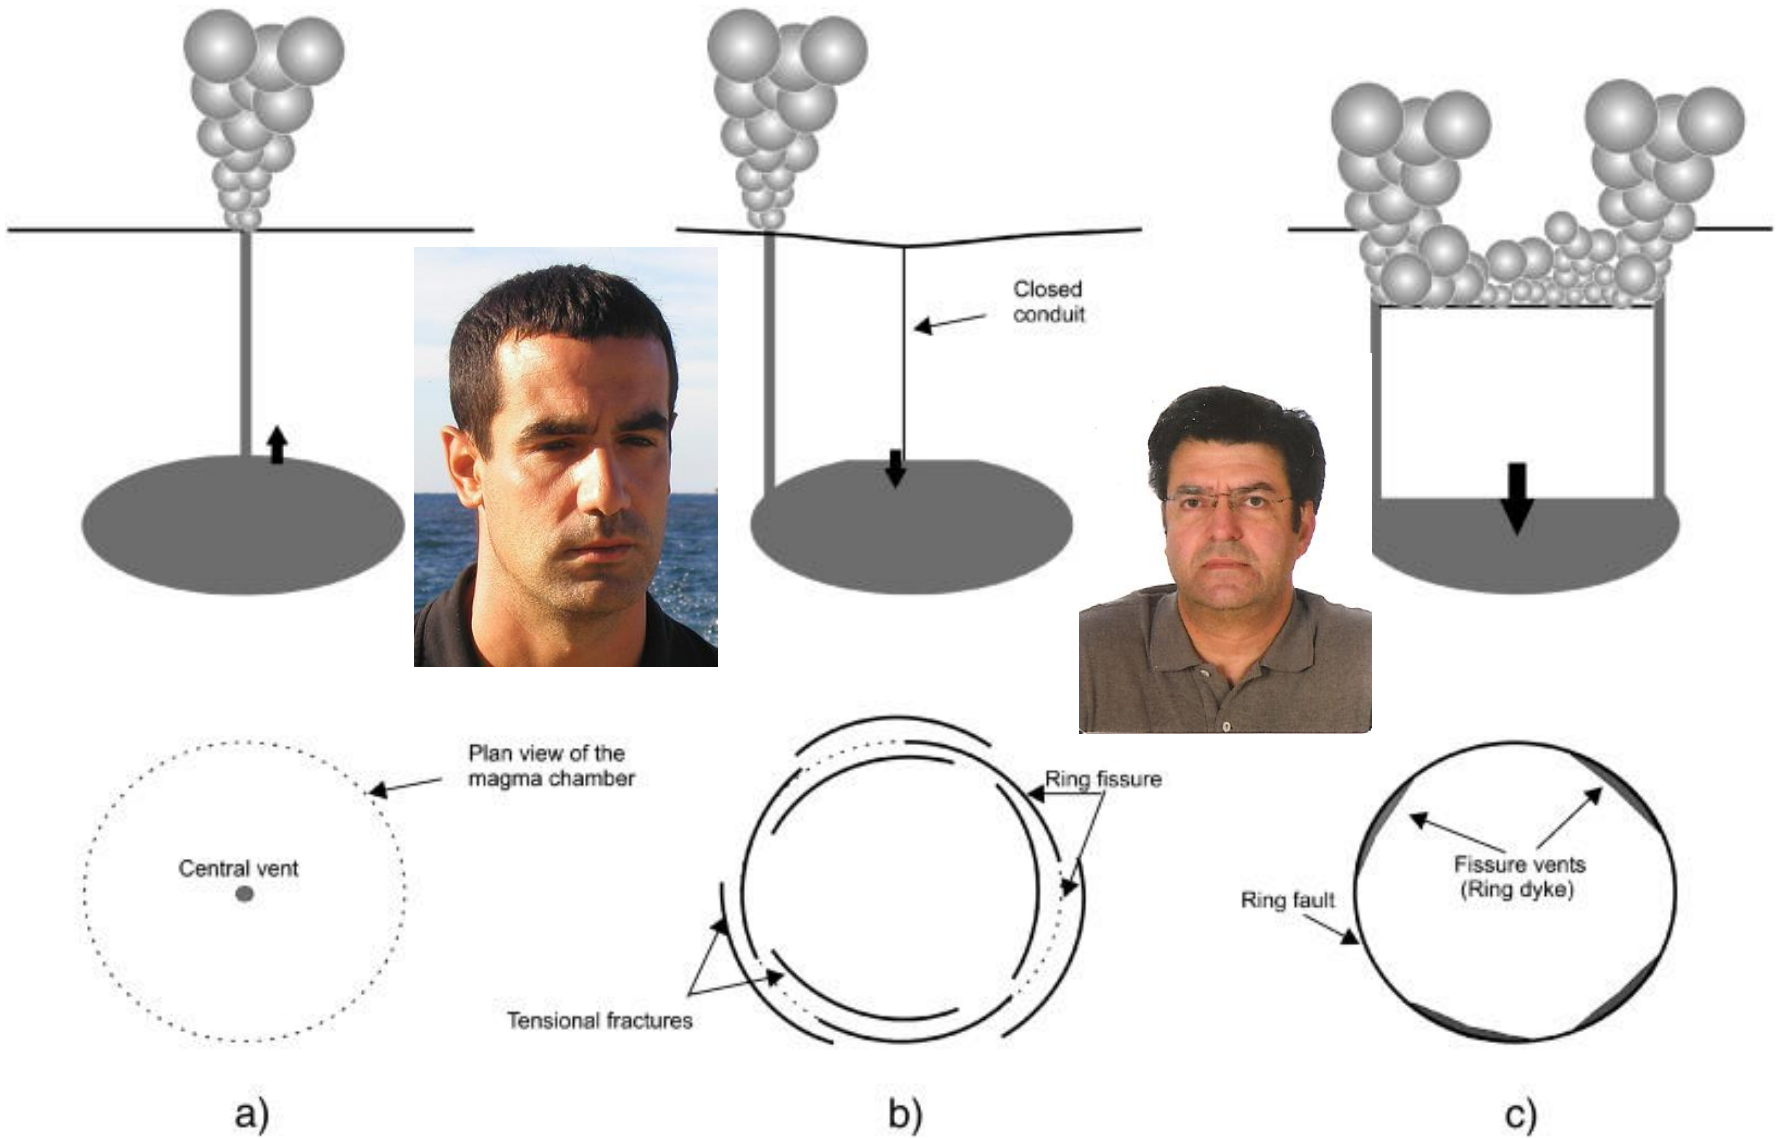 Closed
conduit
Plan view of the
magma chamber
Central vent
Ring fissure
Tensional fractures
Fissure vents
(Ring dyke)
Ring fault
a)
b)
c)